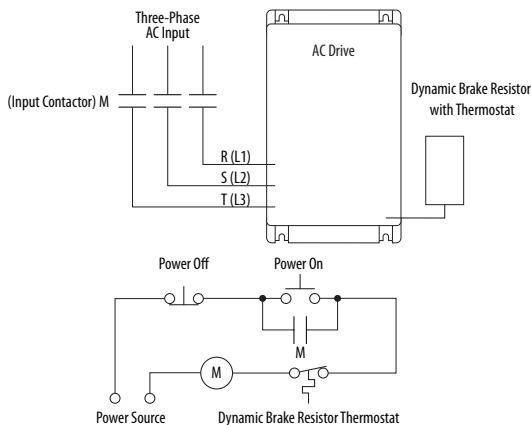 Three-Phase
AC Input
AC Drive
(Input Contactor) M
Dynamic Brake Resistor
with Thermostat
R (L1)
S (L2)
T (L3)
Power Off
Power On
M
M
Power Source
Dynamic Brake Resistor Thermostat